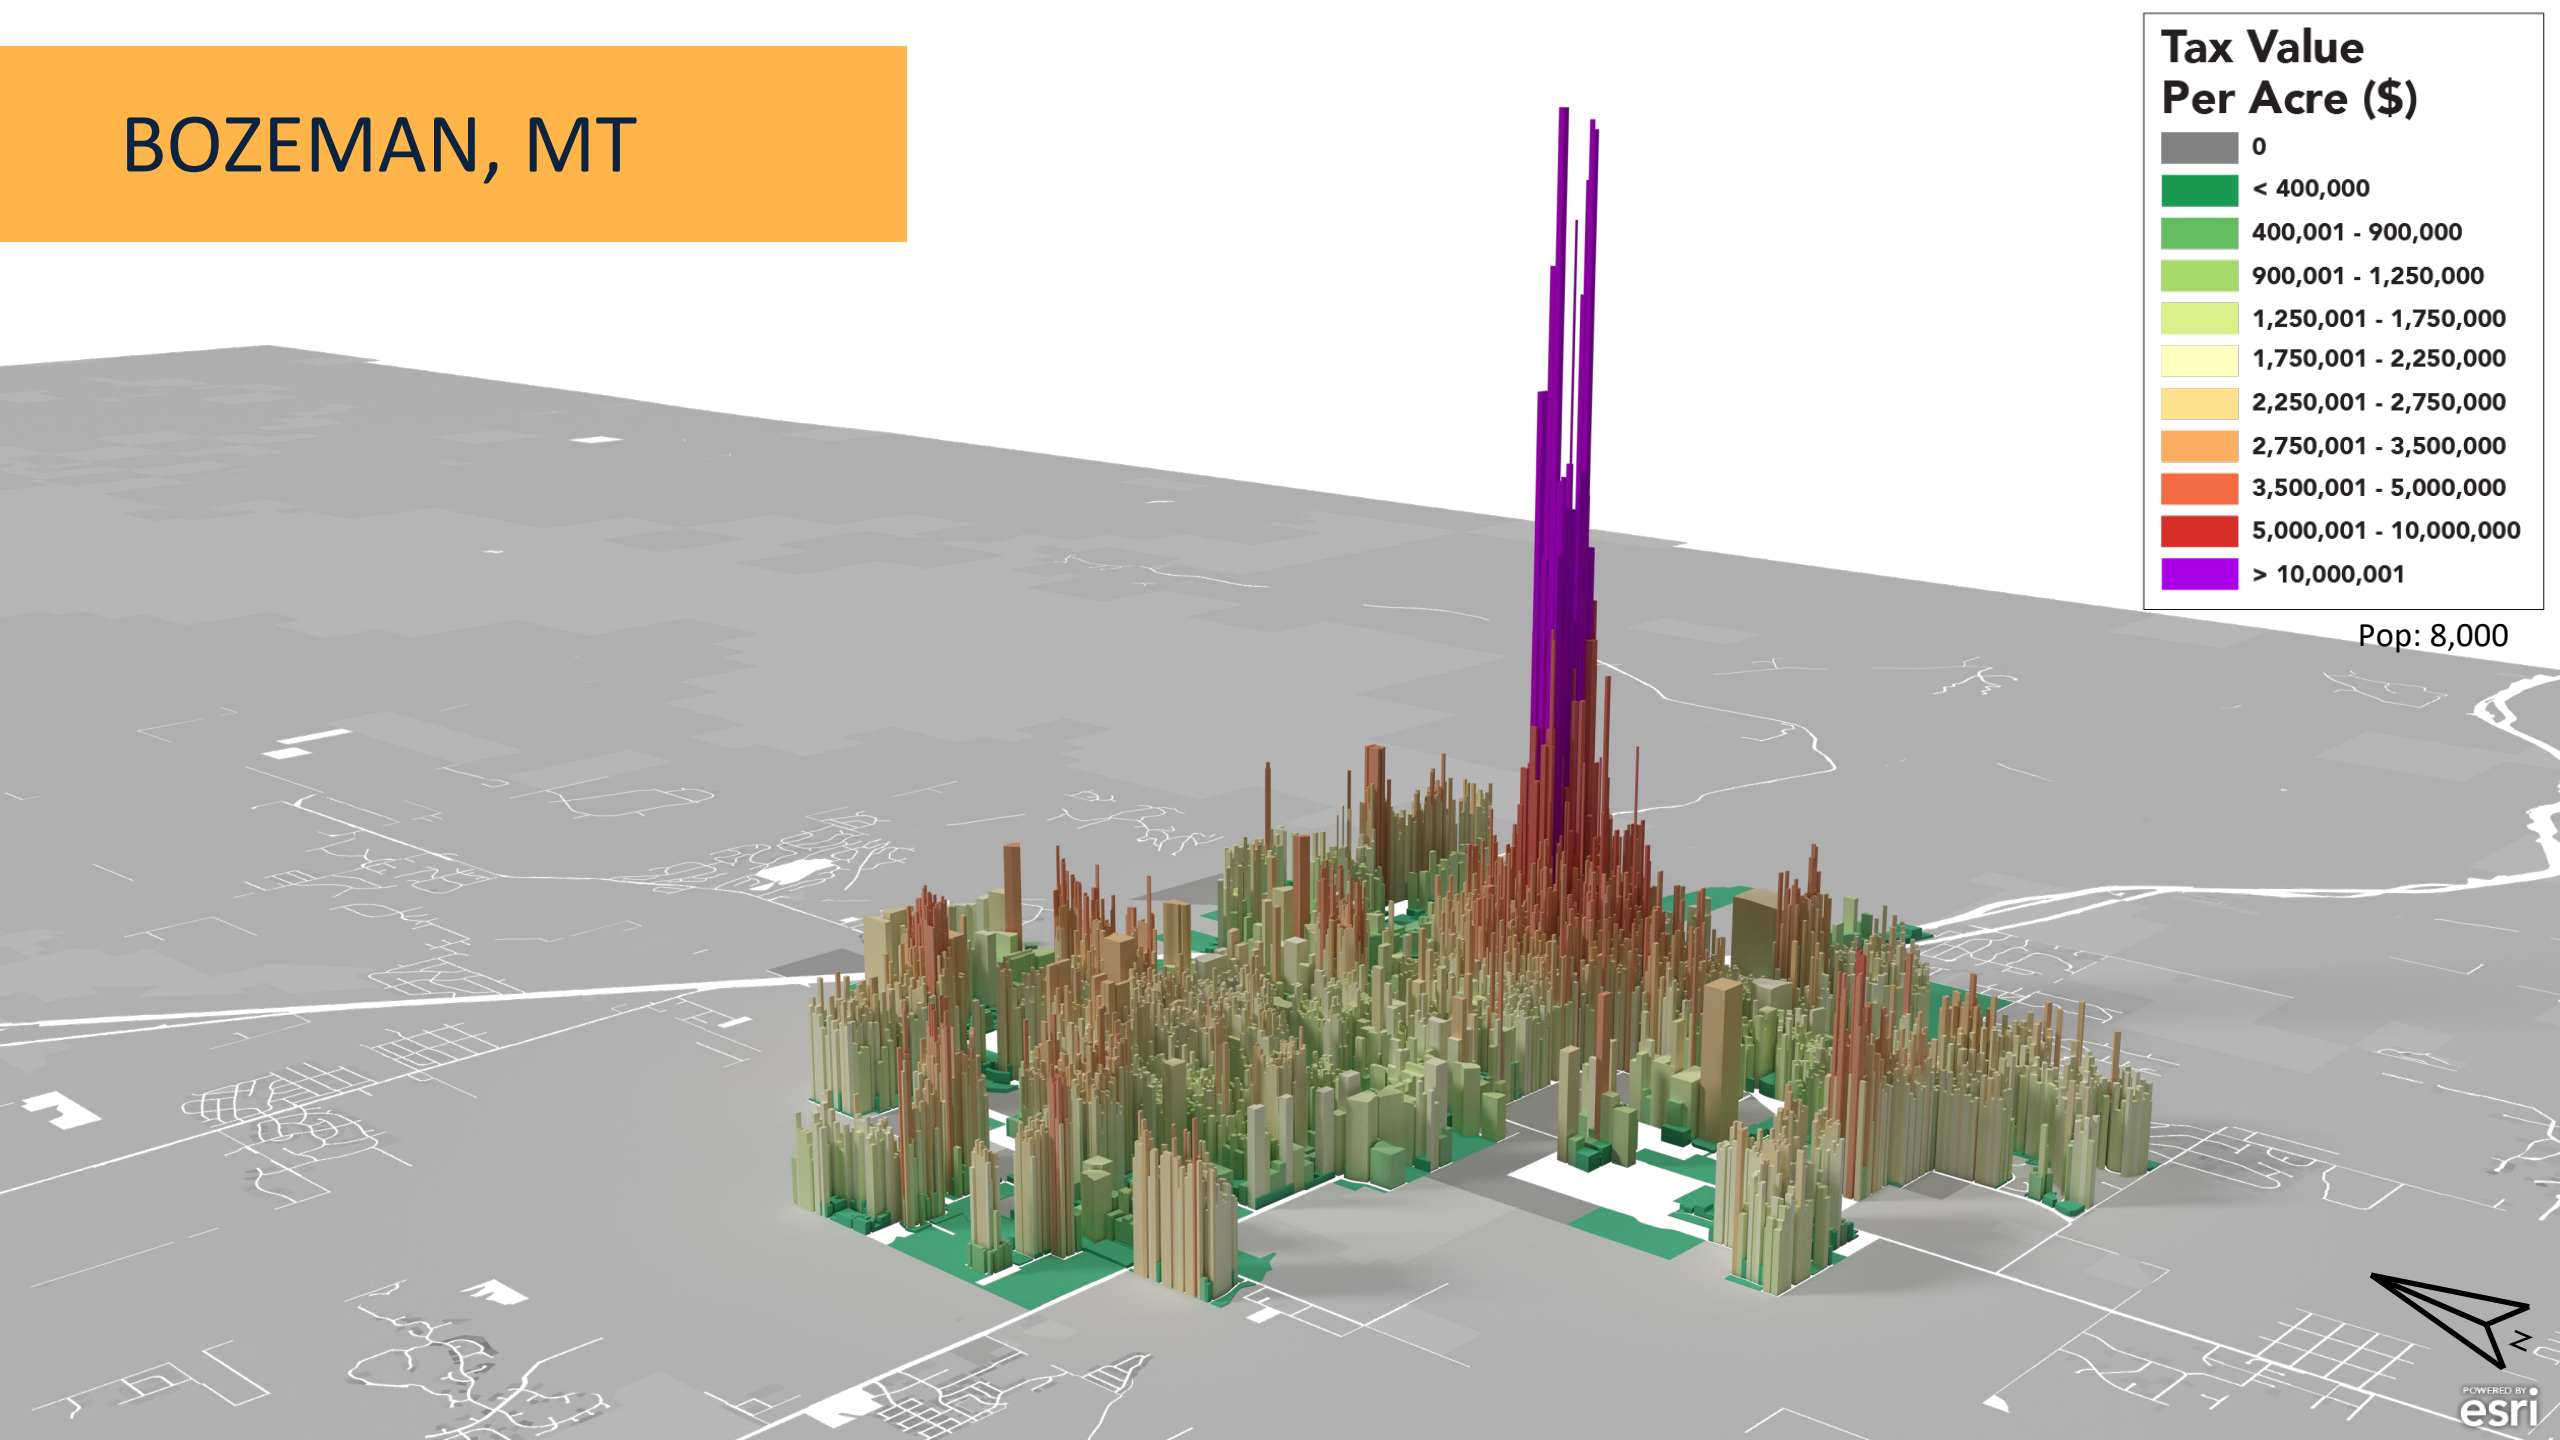 BOZEMAN, MT
Tax Value
Per Acre ($)
0
< 400,000
400,001 - 900,000
900,001 - 1,250,000
1,250,001 - 1,750,000
1,750,001 - 2,250,000
2,250,001 - 2,750,000
2,750,001 - 3,500,000
3,500,001 - 5,000,000
5,000,001 - 10,000,000
> 10,000,001
Pop: 8,000
N
POWERED BY
esri